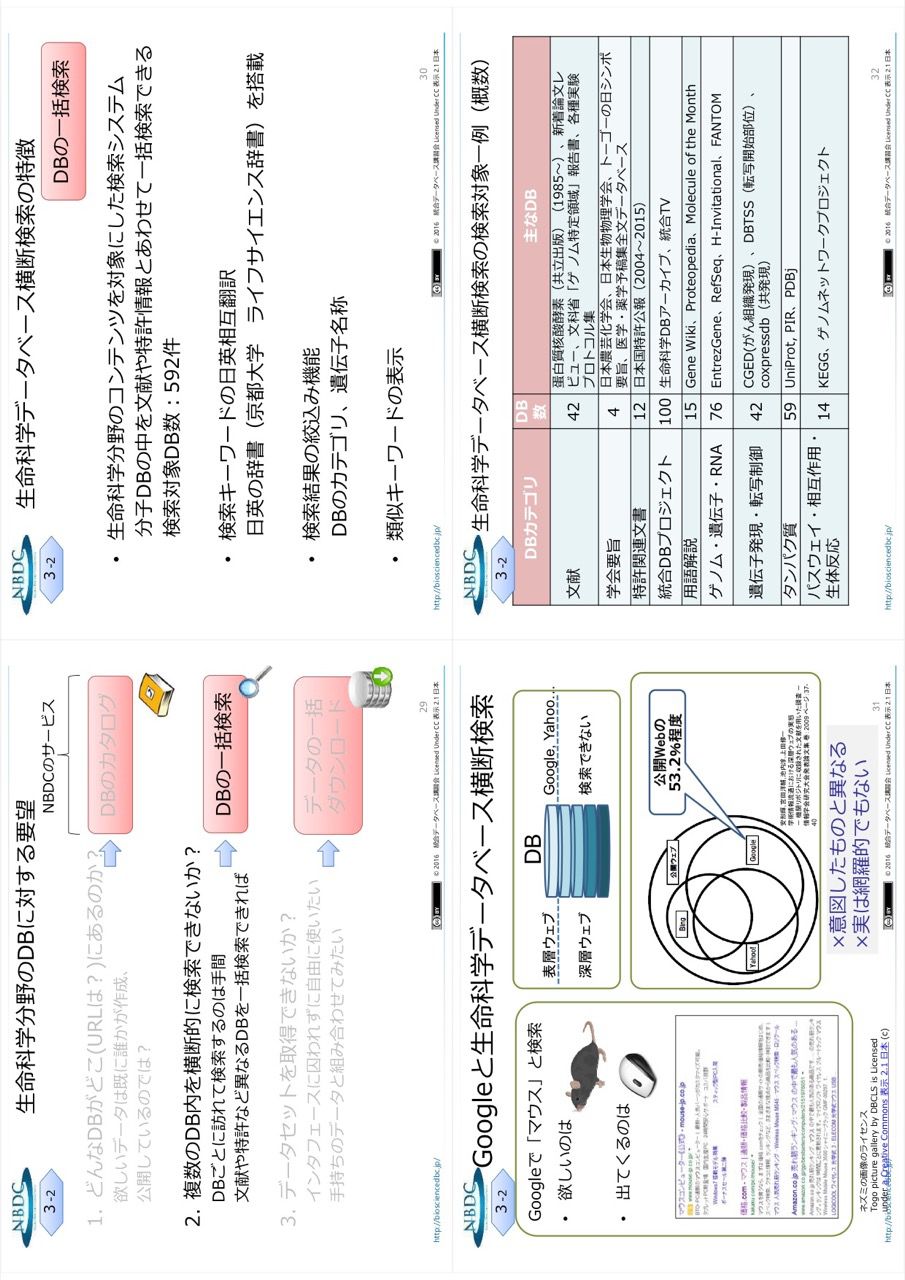 生命科学分野のDBに対する要望
NBDC
3-2
NBDCのサービス
1. どんなDBがどこ(URLは？)にあるのか？
欲しいデータは既に誰かが作成、
公開しているのでは？
DBのカタログ
2. 複数のDB内を横断的に検索できないか？
DBごとに訪れて検索するのは手間
文献や特許など異なるDBを一括検索できれば
DBの一括検索
3. データセットを取得できないか？
インタフェースに囚われずに自由に使いたい
手持ちのデータと組み合わせてみたい
データの一括
ダウンロード
http://biosciencedbc.jp/
© 2016 統合データベース講習会 Licensed Under CC 表示 2.1 日本
29
生命科学データベース横断検索の特徴
NBDC
3-2
DBの一括検索
• 生命科学分野のコンテンツを対象にした検索システム
分子DBの中を文献や特許情報とあわせて一括検索できる
検索対象DB数：592件
• 検索キーワードの日英相互翻訳
日英の辞書（京都大学 ライフサイエンス辞書）を搭載
• 検索結果の絞込み機能
DBのカテゴリ、遺伝子名称
• 類似キーワードの表示
http://biosciencedbc.jp/
© 2016 統合データベース講習会 Licensed Under CC 表示 2.1 日本
30
Googleと生命科学データベース横断検索
NBDC
3-2
Googleで「マウス」と検索
• 欲しいのは
• 出てくるのは
DB
表層ウェブ
Google, Yahoo…
深層ウェブ
検索できない
公開ウェブ
Bing
Google
Yahoo!
公開Webの
53.2%程度
×意図したものと異なる
×実は網羅的でもない
ネズミの画像のライセンス
Togo picture gallery by DBCLS is Licensed
under a Creative Commons 表示 2.1 日本 (c)
http://biosciencedbc.jp/
© 2016 統合データベース講習会 Licensed Under CC 表示 2.1 日本
31
生命科学データベース横断検索の検索対象一例（概数）
NBDC
3-2
DBカテゴリ DB数 主なDB
文献 42 蛋白質核酸酵素（共立出版）（1985～）、新着論文レ
ビュー、文科省「ゲノム特定領域」報告書、各種実験
プロトコル集
学会要旨 4 日本農芸化学会、日本生物物理学会、トーゴーの日シンポ
要旨、医学・薬学予稿集全文データベース
特許関連文書 12 日本国特許公報（2004～2015）
統合DBプロジェクト 100 生命科学DBアーカイブ、統合TV
用語解説 15 Gene Wiki、Proteopedia、Molecule of the Month
ゲノム・遺伝子・RNA 76 EntrezGene、RefSeq、H-Invitational、FANTOM
遺伝子発現・転写制御 42 CGED(がん組織発現)、DBTSS（転写開始部位）、
coxpressdb（共発現）
タンパク質 59 UniProt, PIR、PDBj
パスウェイ・相互作用・
生体反応 14 KEGG、ゲノムネットワークプロジェクト
http://biosciencedbc.jp/
© 2016 統合データベース講習会 Licensed Under CC 表示 2.1 日本
32